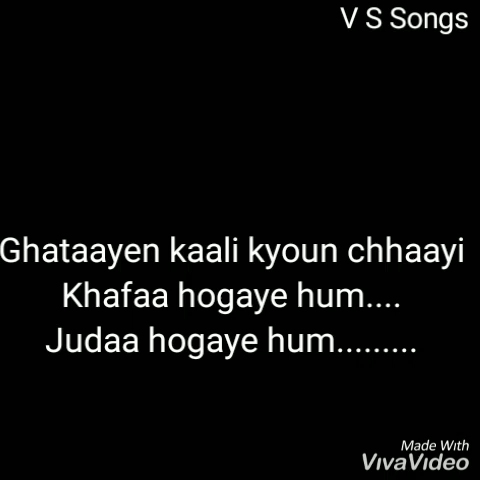 V S Songs
Ghataayen kaali kyoun chhaayi
Khafaa hogaye hum....
Judaa hogaye hum.........
Made With
VivaVideo